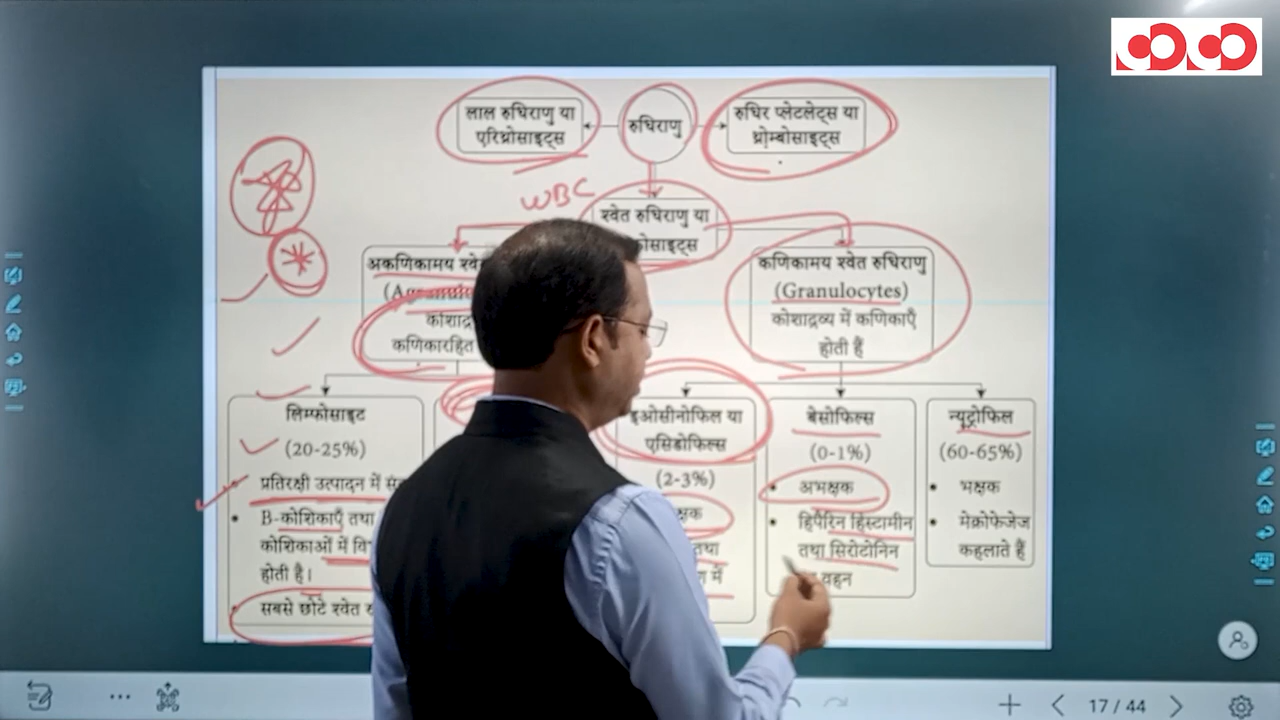 लाल रुधिराणु या
एरिथ्रोसाइट्स
रुधिराणु
रुधिर प्लेटलेट्स या
थ्रोम्बोसाइट्स
WBC
श्वेत रुधिराणु या
अकणिकामय
कणिकारहित
कणिकामय श्वेत रुधिराणु
(Granulocytes)
कोशाद्रव्य में कणिकाएँ
होती हैं
लिम्फोसाइट
(20-25%)
प्रतिरक्षी उत्पादन में
• B-कोशिकाएँ तथा
कोशिकाओं में
होती है।
सबसे छोटे श्वेत
इओसीनोफिल या
एसिडोफिल्स
(2-3%)
तथा
में
बेसोफिल्स
(0-1%)
• अभक्षक
• हिपैरिन हिस्टामीन
तथा सिरोटोनिन
वहन
न्यूट्रोफिल
(60-65%)
• भक्षक
• मेक्रोफेजेज
कहलाते हैं
17 / 44